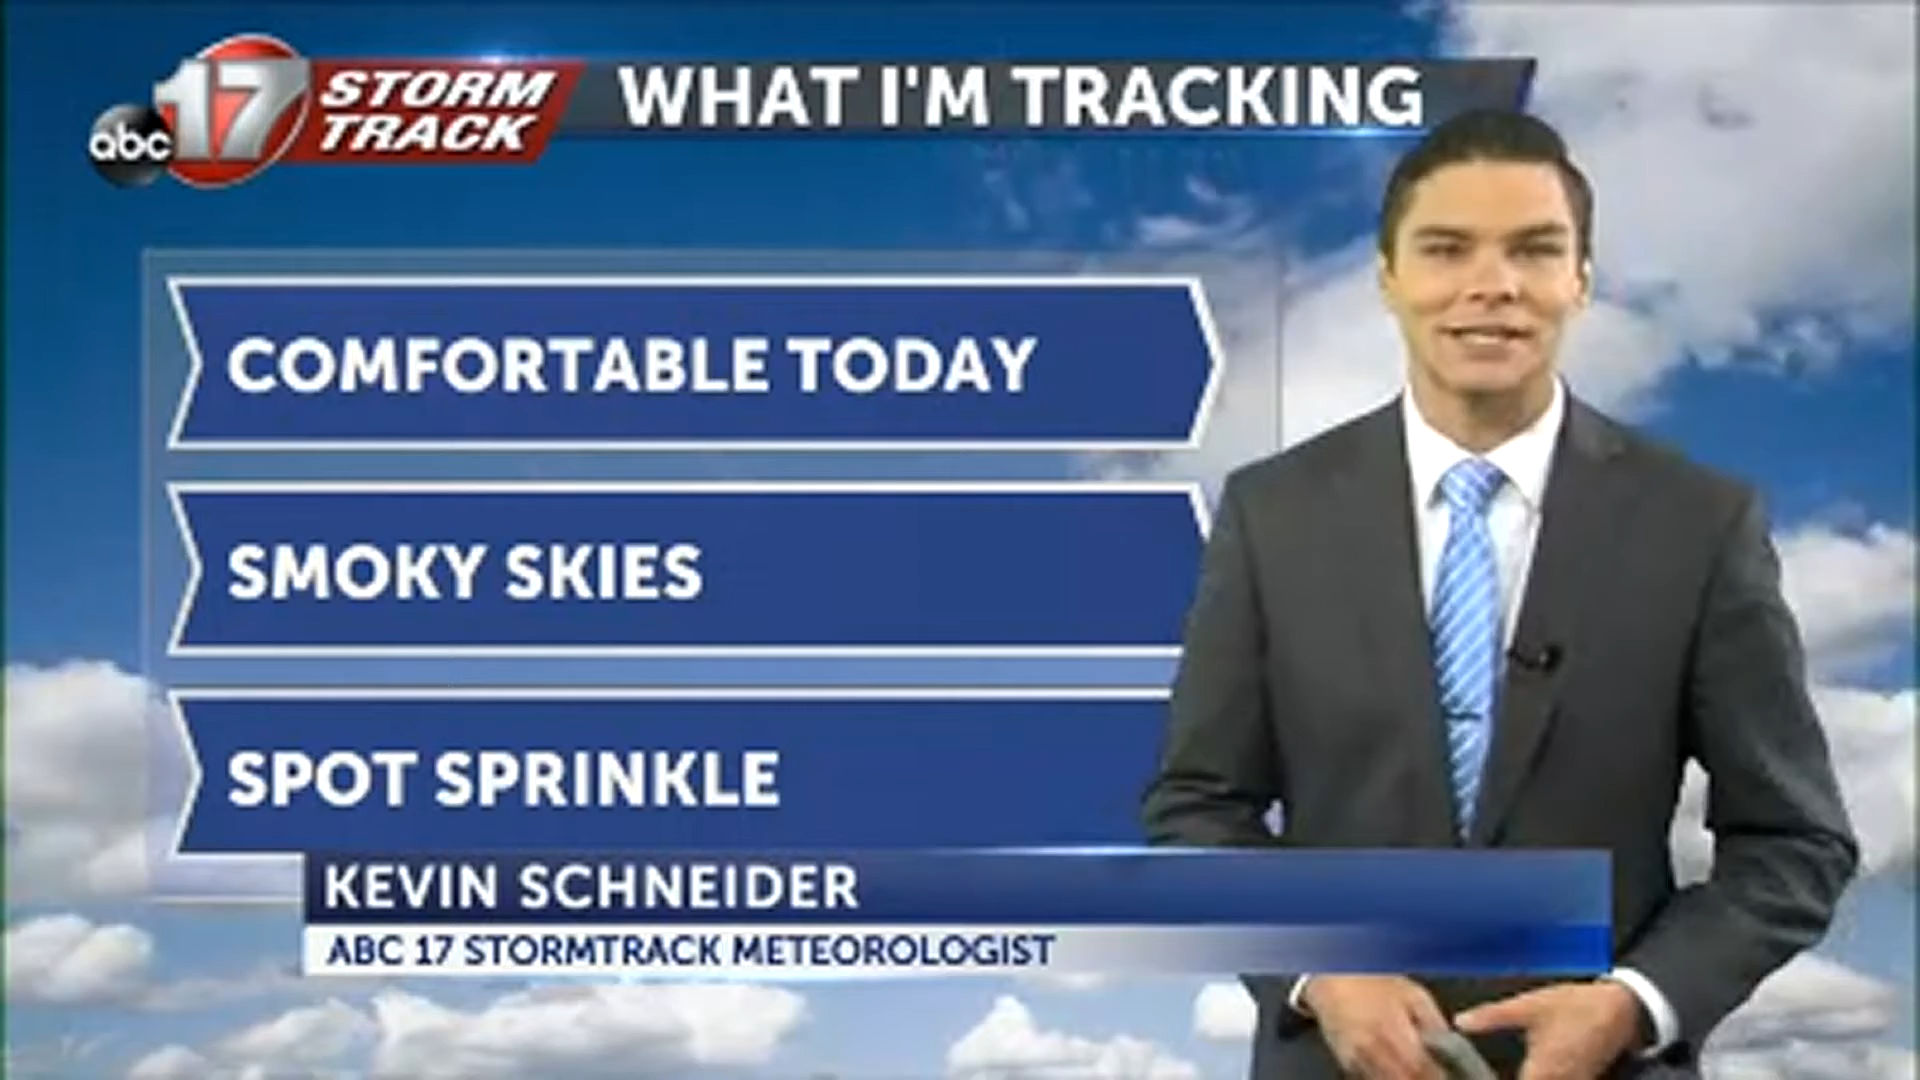 abc 17 STORM TRACK
WHAT I'M TRACKING
COMFORTABLE TODAY
SMOKY SKIES
SPOT SPRINKLE
KEVIN SCHNEIDER
ABC 17 STORMTRACK METEOROLOGIST